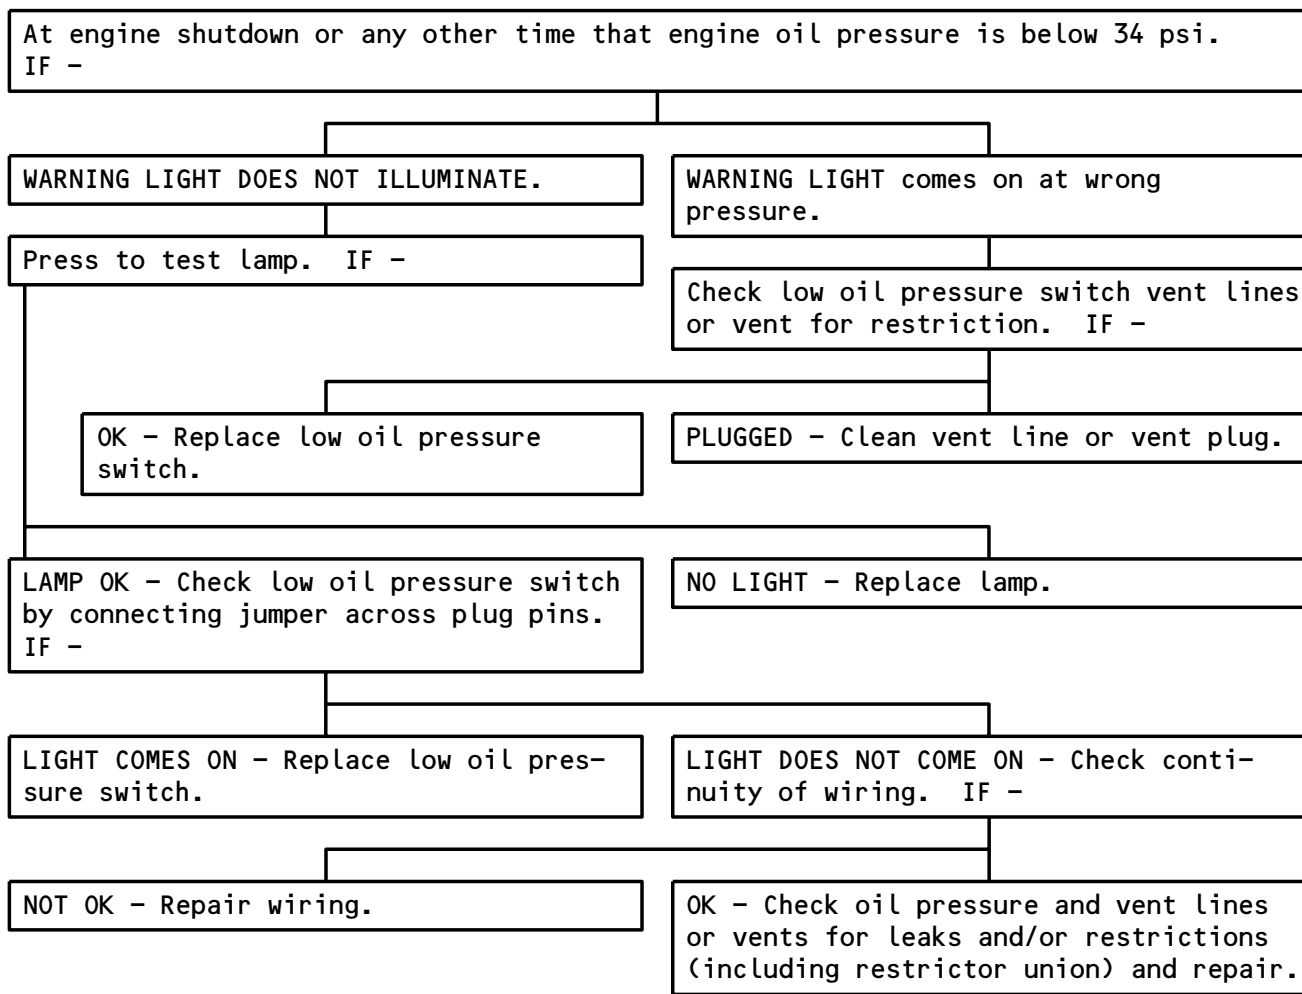 At engine shutdown or any other time that engine oil pressure is below 34 psi.
IF –
WARNING LIGHT DOES NOT ILLUMINATE.
WARNING LIGHT comes on at wrong
pressure.
Press to test lamp.  IF –
Check low oil pressure switch vent lines
or vent for restriction.  IF –
OK – Replace low oil pressure
switch.
PLUGGED – Clean vent line or vent plug.
LAMP OK – Check low oil pressure switch
by connecting jumper across plug pins.
IF –
NO LIGHT – Replace lamp.
LIGHT COMES ON – Replace low oil pres–
sure switch.
LIGHT DOES NOT COME ON – Check conti–
nuity of wiring.  IF –
NOT OK – Repair wiring.
OK – Check oil pressure and vent lines
or vents for leaks and/or restrictions
(including restrictor union) and repair.